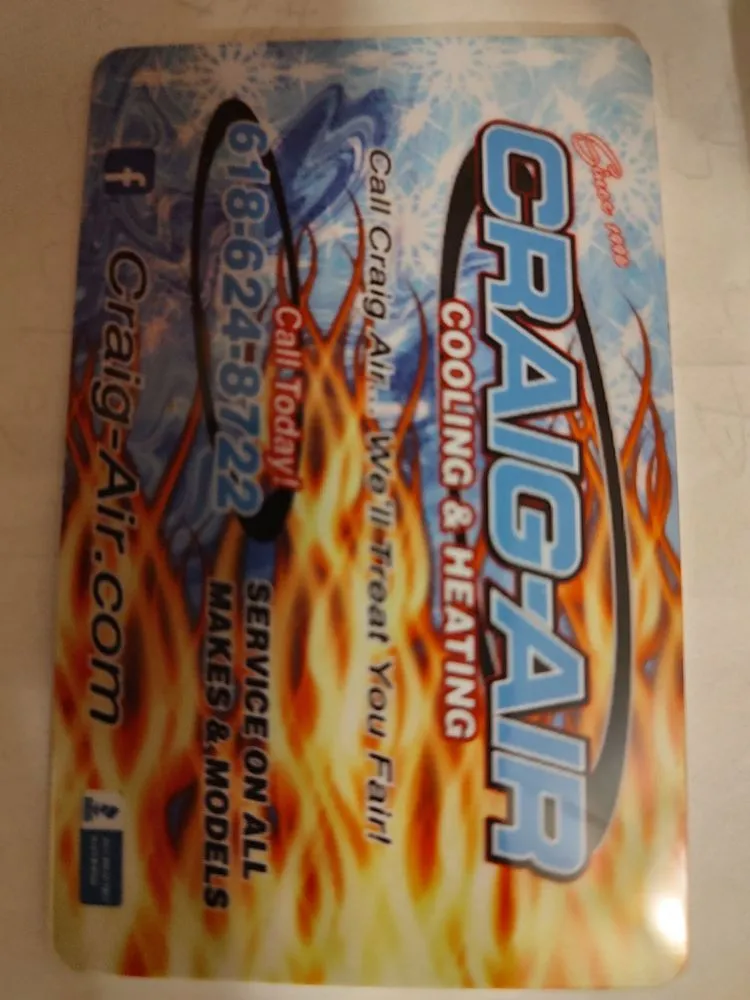 CRAIG-AIR
COOLING & HEATING
Call Craig Air... We'll Treat You Fair!
Call Today!
618-624-8722
SERVICE ON ALL
MAKES & MODELS
f Craig-Air.com